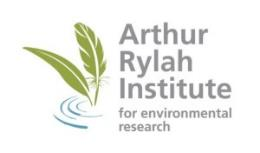 Arthur
Rylah
Institute
for environmental
research